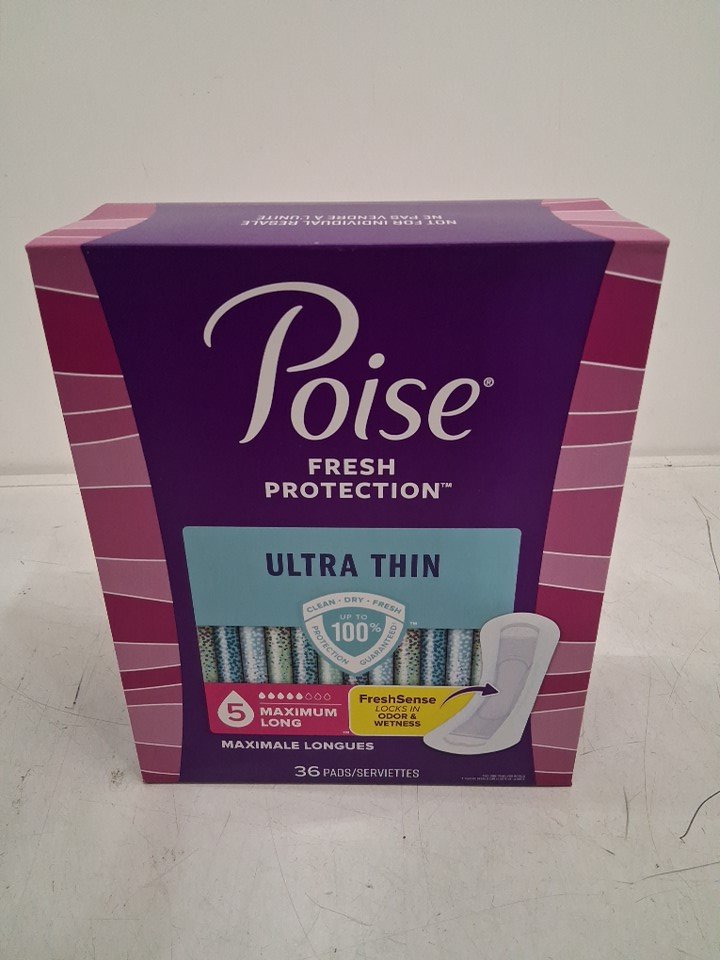 NOT FOR INDIVIDUAL RESALE
NE PAS VENDRE À L'UNITÉ
Poise®
FRESH
PROTECTION™
ULTRA THIN
CLEAN • DRY • FRESH
UP TO
100%
PROTECTION GUARANTEED!
™
5
MAXIMUM
LONG
FreshSense
LOCKS IN
ODOR &
WETNESS
MAXIMALE LONGUES
36 PADS/SERVIETTES